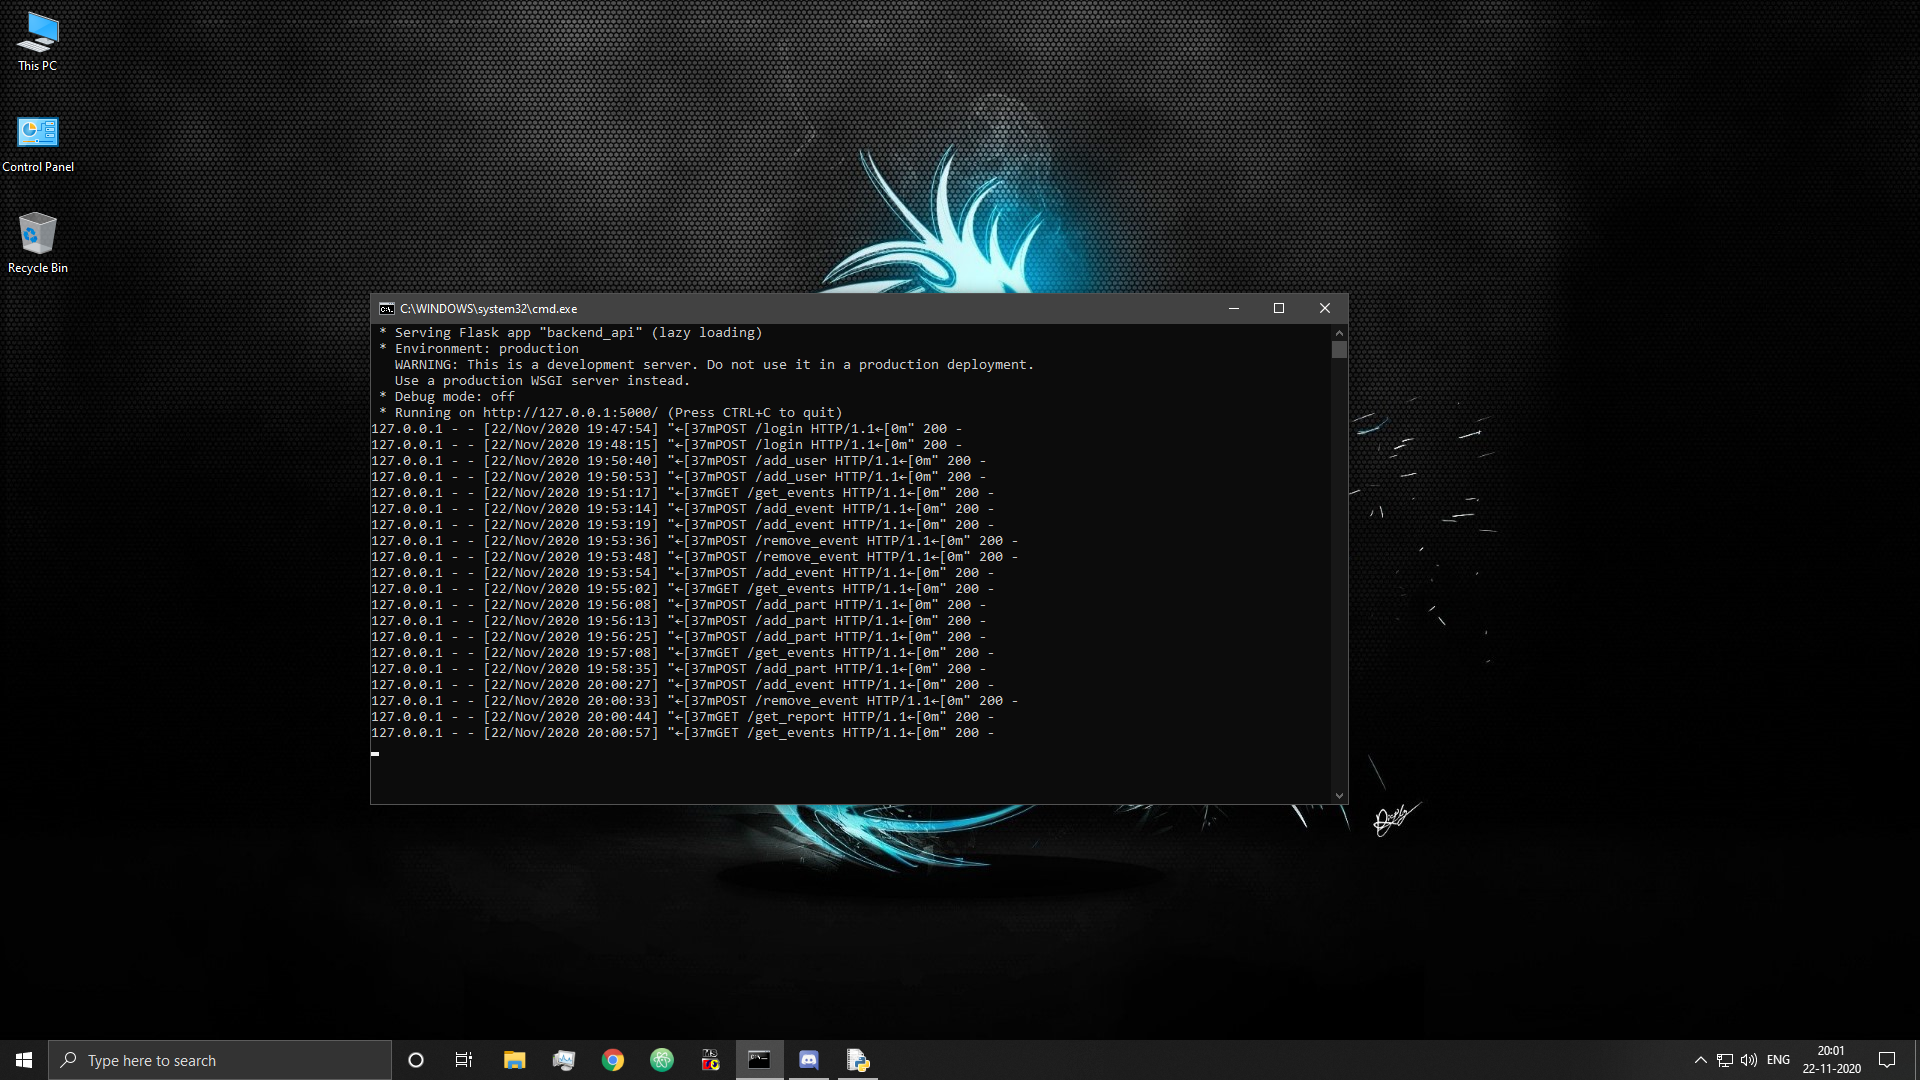 This PC
Control Panel
Recycle Bin
C:\WINDOWS\system32\cmd.exe
* Serving Flask app "backend_api" (lazy loading)
* Environment: production
WARNING: This is a development server. Do not use it in a production deployment.
Use a production WSGI server instead.
* Debug mode: off
* Running on http://127.0.0.1:5000/ (Press CTRL+C to quit)
127.0.0.1 - - [22/Nov/2020 19:47:54] "←[37mPOST /login HTTP/1.1←[0m" 200 -
127.0.0.1 - - [22/Nov/2020 19:48:15] "←[37mPOST /login HTTP/1.1←[0m" 200 -
127.0.0.1 - - [22/Nov/2020 19:50:40] "←[37mPOST /add_user HTTP/1.1←[0m" 200 -
127.0.0.1 - - [22/Nov/2020 19:50:53] "←[37mPOST /add_user HTTP/1.1←[0m" 200 -
127.0.0.1 - - [22/Nov/2020 19:51:17] "←[37mGET /get_events HTTP/1.1←[0m" 200 -
127.0.0.1 - - [22/Nov/2020 19:53:14] "←[37mPOST /add_event HTTP/1.1←[0m" 200 -
127.0.0.1 - - [22/Nov/2020 19:53:19] "←[37mPOST /add_event HTTP/1.1←[0m" 200 -
127.0.0.1 - - [22/Nov/2020 19:53:36] "←[37mPOST /remove_event HTTP/1.1←[0m" 200 -
127.0.0.1 - - [22/Nov/2020 19:53:48] "←[37mPOST /remove_event HTTP/1.1←[0m" 200 -
127.0.0.1 - - [22/Nov/2020 19:53:54] "←[37mPOST /add_event HTTP/1.1←[0m" 200 -
127.0.0.1 - - [22/Nov/2020 19:55:02] "←[37mGET /get_events HTTP/1.1←[0m" 200 -
127.0.0.1 - - [22/Nov/2020 19:56:08] "←[37mPOST /add_part HTTP/1.1←[0m" 200 -
127.0.0.1 - - [22/Nov/2020 19:56:13] "←[37mPOST /add_part HTTP/1.1←[0m" 200 -
127.0.0.1 - - [22/Nov/2020 19:56:25] "←[37mPOST /add_part HTTP/1.1←[0m" 200 -
127.0.0.1 - - [22/Nov/2020 19:57:08] "←[37mGET /get_events HTTP/1.1←[0m" 200 -
127.0.0.1 - - [22/Nov/2020 19:58:35] "←[37mPOST /add_part HTTP/1.1←[0m" 200 -
127.0.0.1 - - [22/Nov/2020 20:00:27] "←[37mPOST /add_event HTTP/1.1←[0m" 200 -
127.0.0.1 - - [22/Nov/2020 20:00:33] "←[37mPOST /remove_event HTTP/1.1←[0m" 200 -
127.0.0.1 - - [22/Nov/2020 20:00:44] "←[37mGET /get_report HTTP/1.1←[0m" 200 -
127.0.0.1 - - [22/Nov/2020 20:00:57] "←[37mGET /get_events HTTP/1.1←[0m" 200 -
Type here to search
ENG
20:01
22-11-2020